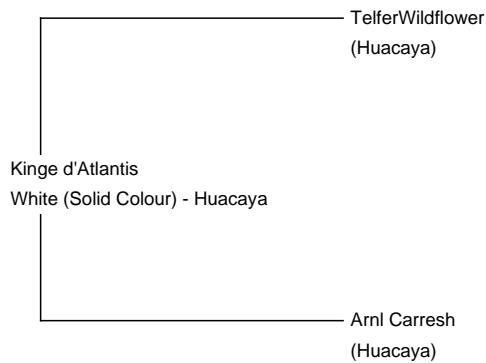 TelferWildflower
(Huacaya)
Kinge d'Atlantis
White (Solid Colour) - Huacaya
Arnl Carresh
(Huacaya)